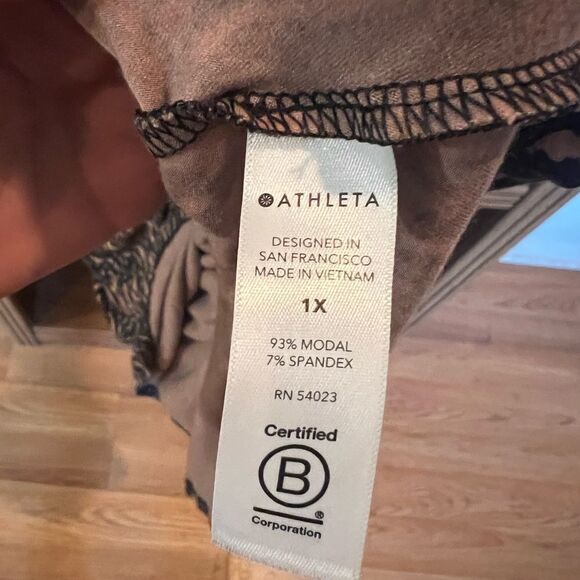 ATHLETA
DESIGNED IN
SAN FRANCISCO
MADE IN VIETNAM
1X
93% MODAL
7% SPANDEX
RN 54023
Certified
B
®
Corporation